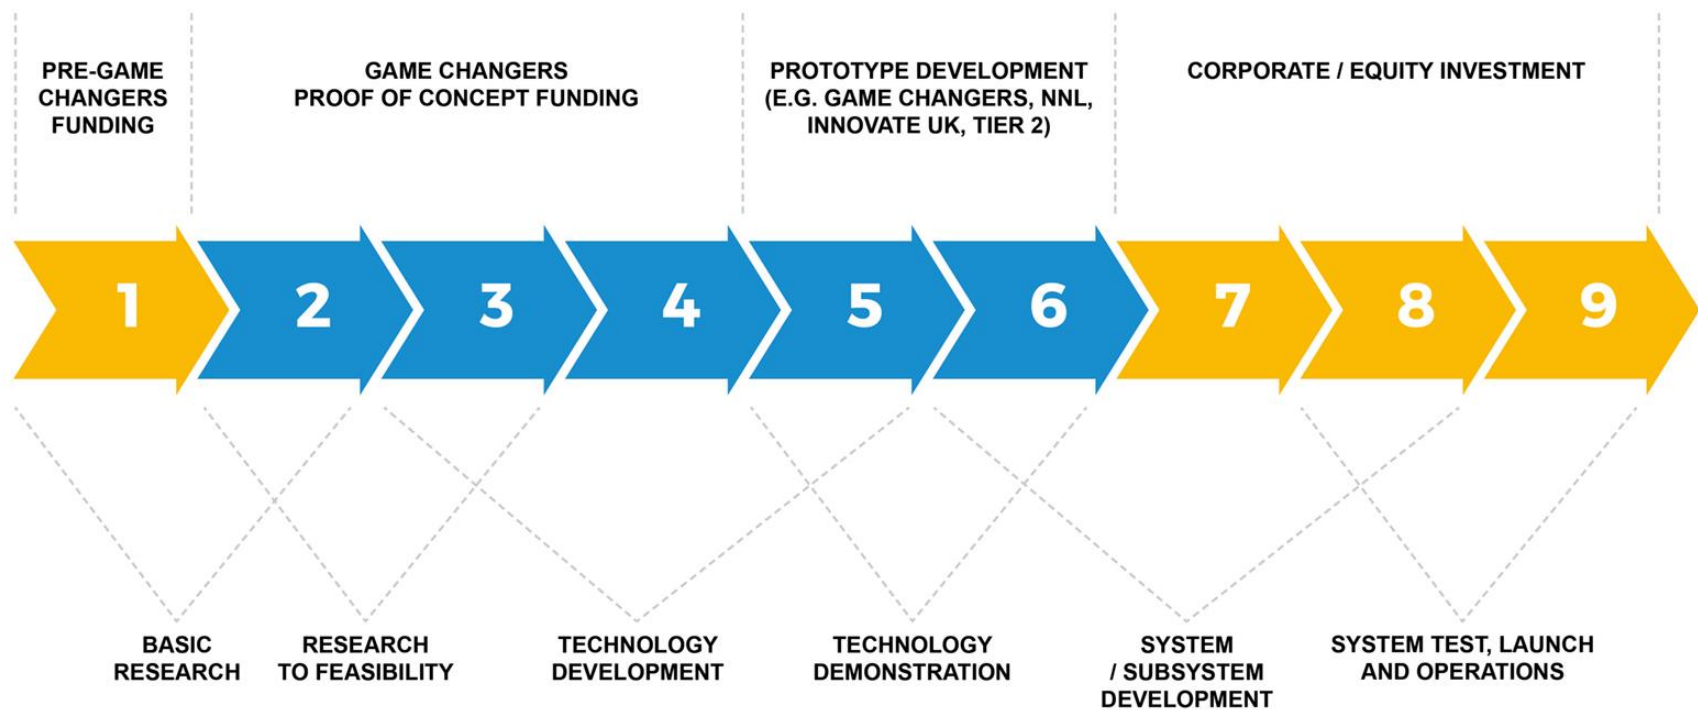 PRE-GAME
CHANGERS
FUNDING
GAME CHANGERS
PROOF OF CONCEPT FUNDING
PROTOTYPE DEVELOPMENT
(E.G. GAME CHANGERS, NNL,
INNOVATE UK, TIER 2)
CORPORATE / EQUITY INVESTMENT
1
2
3
4
5
6
7
8
9
BASIC
RESEARCH
RESEARCH
TO FEASIBILITY
TECHNOLOGY
DEVELOPMENT
TECHNOLOGY
DEMONSTRATION
SYSTEM
/ SUBSYSTEM
DEVELOPMENT
SYSTEM TEST, LAUNCH
AND OPERATIONS